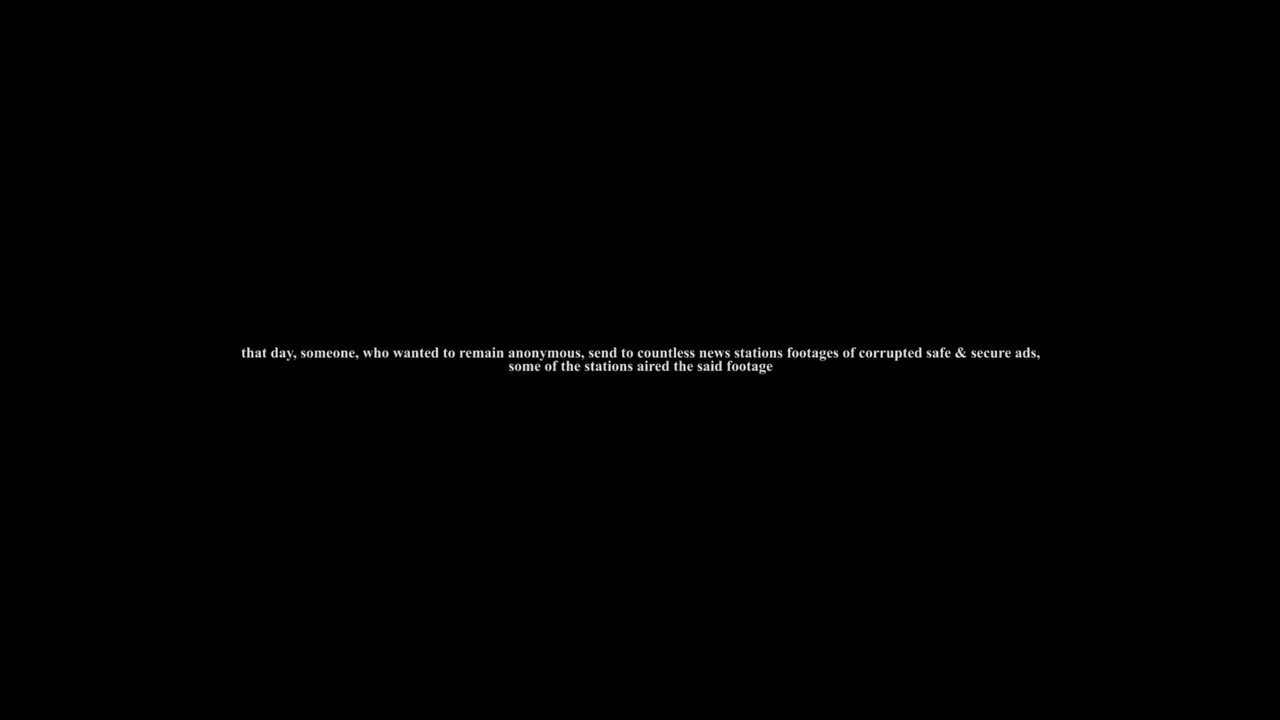 that day, someone, who wanted to remain anonymous, send to countless news stations footages of corrupted safe & secure ads,
some of the stations aired the said footage